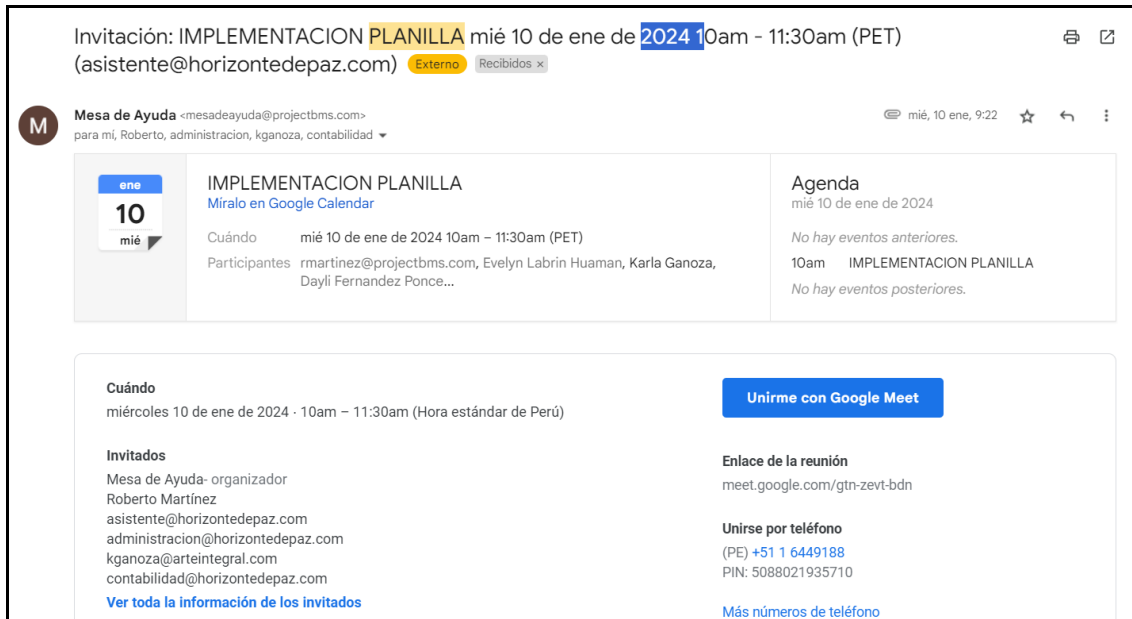 Invitación: IMPLEMENTACION PLANILLA mié 10 de ene de 2024 10am - 11:30am (PET)
(asistente@horizontedepaz.com) Externo Recibidos ×
M
Mesa de Ayuda <mesadeayuda@projectbms.com>
mié, 10 ene, 9:22
para mí, Roberto, administracion, kganoza, contabilidad
ene
10
mié
IMPLEMENTACION PLANILLA
Míralo en Google Calendar
Cuándo mié 10 de ene de 2024 10am – 11:30am (PET)
Participantes rmartinez@projectbms.com, Evelyn Labrin Huaman, Karla Ganoza,
Dayli Fernandez Ponce...
Agenda
mié 10 de ene de 2024
No hay eventos anteriores.
10am IMPLEMENTACION PLANILLA
No hay eventos posteriores.
Cuándo
miércoles 10 de ene de 2024 · 10am – 11:30am (Hora estándar de Perú)
Invitados
Mesa de Ayuda- organizador
Roberto Martínez
asistente@horizontedepaz.com
administracion@horizontedepaz.com
kganoza@arteintegral.com
contabilidad@horizontedepaz.com
Ver toda la información de los invitados
Unirme con Google Meet
Enlace de la reunión
meet.google.com/gtn-zevt-bdn
Unirse por teléfono
(PE) +51 1 6449188
PIN: 5088021935710
Más números de teléfono